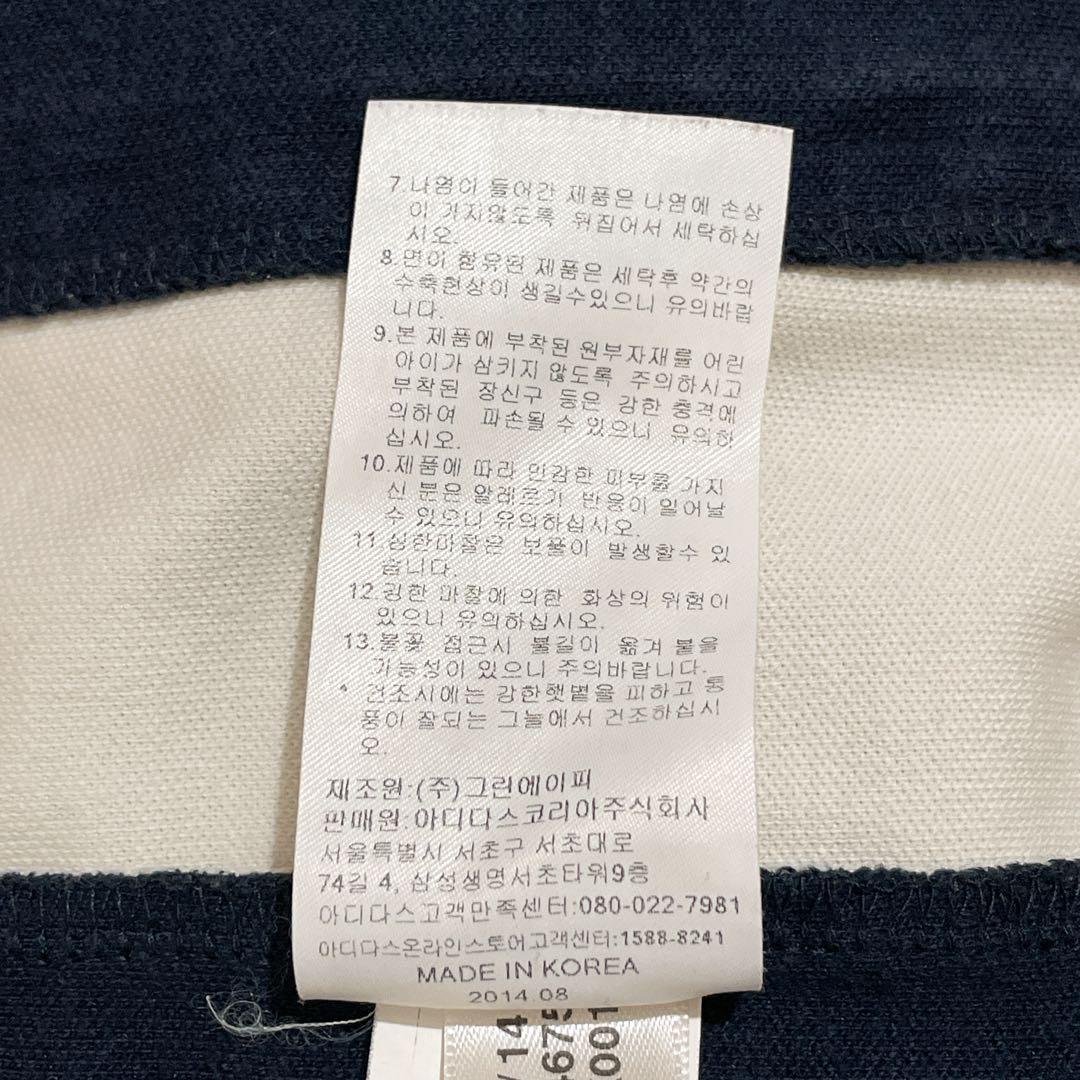 7.나염이 들어간 제품은 나염에 손상
이 가지않도록 뒤집어서 세탁하십
시오.
8.면이 함유된 제품은 세탁후 약간의
수축현상이 생길수있으니 유의바랍
니다.
9.본 제품에 부착된 원부자재를 어린
아이가 삼키지 않도록 주의하시고
부착된 장신구 등은 강한 충격에
의하여 파손될 수 있으니 유의하
십시오.
10.제품에 따라 민감한 피부를 가지
신 분은 알레르기 반응이 일어날
수 있으니 유의하십시오.
11.심한마찰은 보풀이 발생할수 있
습니다.
12.강한 마찰에 의한 화상의 위험이
있으니 유의하십시오.
13.불꽃 접근시 불길이 옮겨 붙을
가능성이 있으니 주의바랍니다.
* 건조시에는 강한햇볕을 피하고 통
풍이 잘되는 그늘에서 건조하십시
오.
제조원:(주)그린에이피
판매원:아디다스코리아주식회사
서울특별시 서초구 서초대로
74길 4, 삼성생명서초타워9층
아디다스고객만족센터:080-022-7981
아디다스온라인스토어고객센터:1588-8241
MADE IN KOREA
2014.08
/14
4675
001